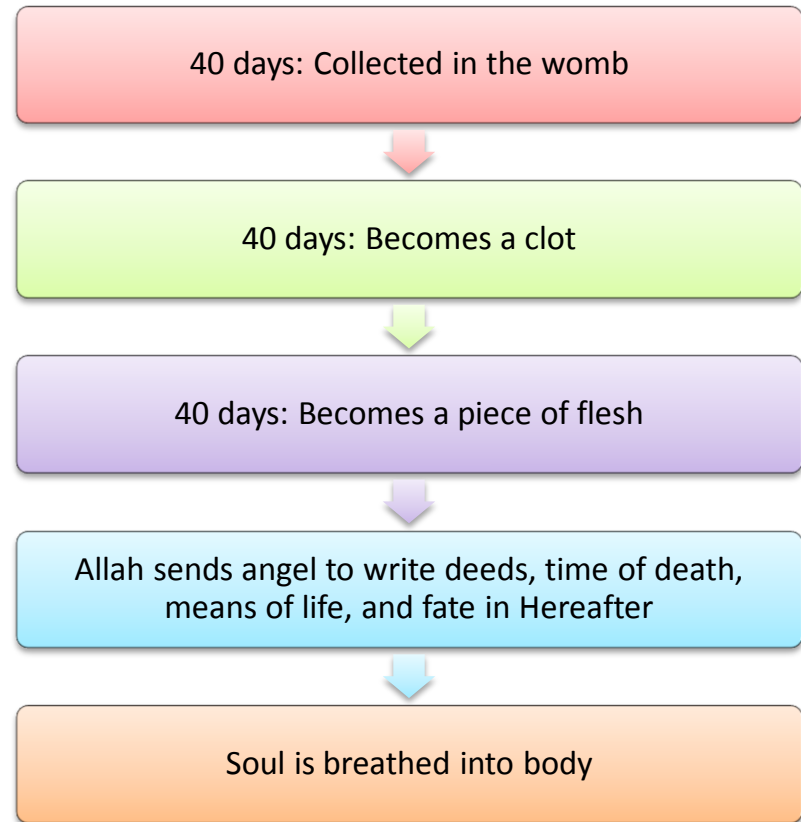 40 days: Collected in the womb
40 days: Becomes a clot
40 days: Becomes a piece of flesh
Allah sends angel to write deeds, time of death,
means of life, and fate in Hereafter
Soul is breathed into body